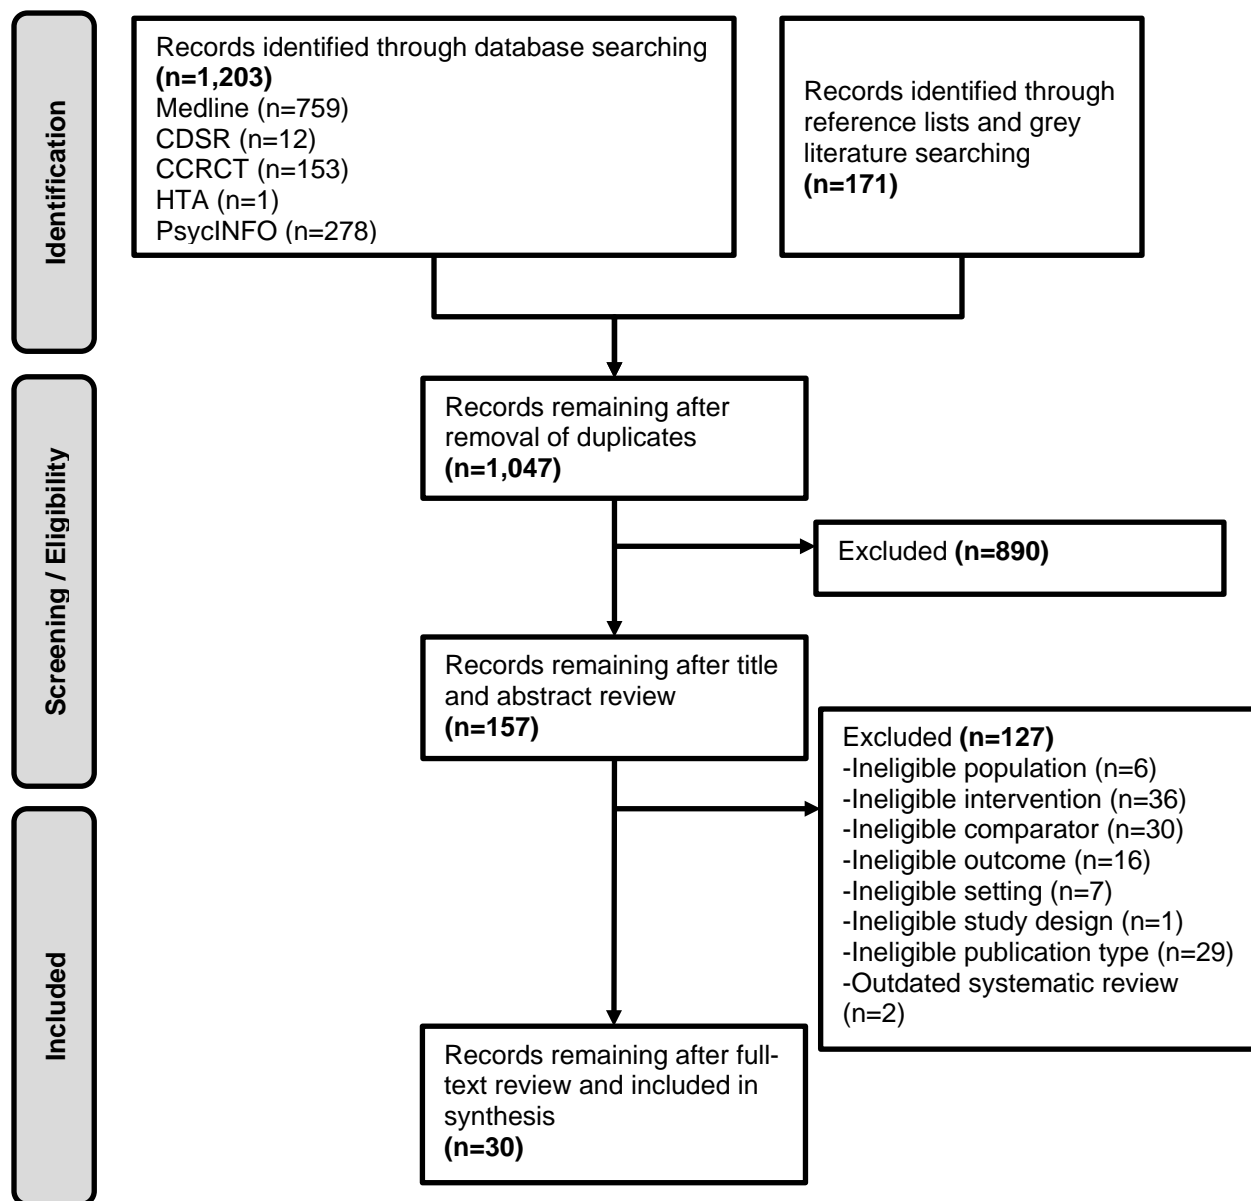 Identification
Records identified through database searching
(n=1,203)
Medline (n=759)
CDSR (n=12)
CCRCT (n=153)
HTA (n=1)
PsycINFO (n=278)
Records identified through
reference lists and grey
literature searching
(n=171)
Screening / Eligibility
Records remaining after
removal of duplicates
(n=1,047)
Excluded (n=890)
Records remaining after title
and abstract review
(n=157)
Excluded (n=127)
-Ineligible population (n=6)
-Ineligible intervention (n=36)
-Ineligible comparator (n=30)
-Ineligible outcome (n=16)
-Ineligible setting (n=7)
-Ineligible study design (n=1)
-Ineligible publication type (n=29)
-Outdated systematic review
(n=2)
Included
Records remaining after full-
text review and included in
synthesis
(n=30)